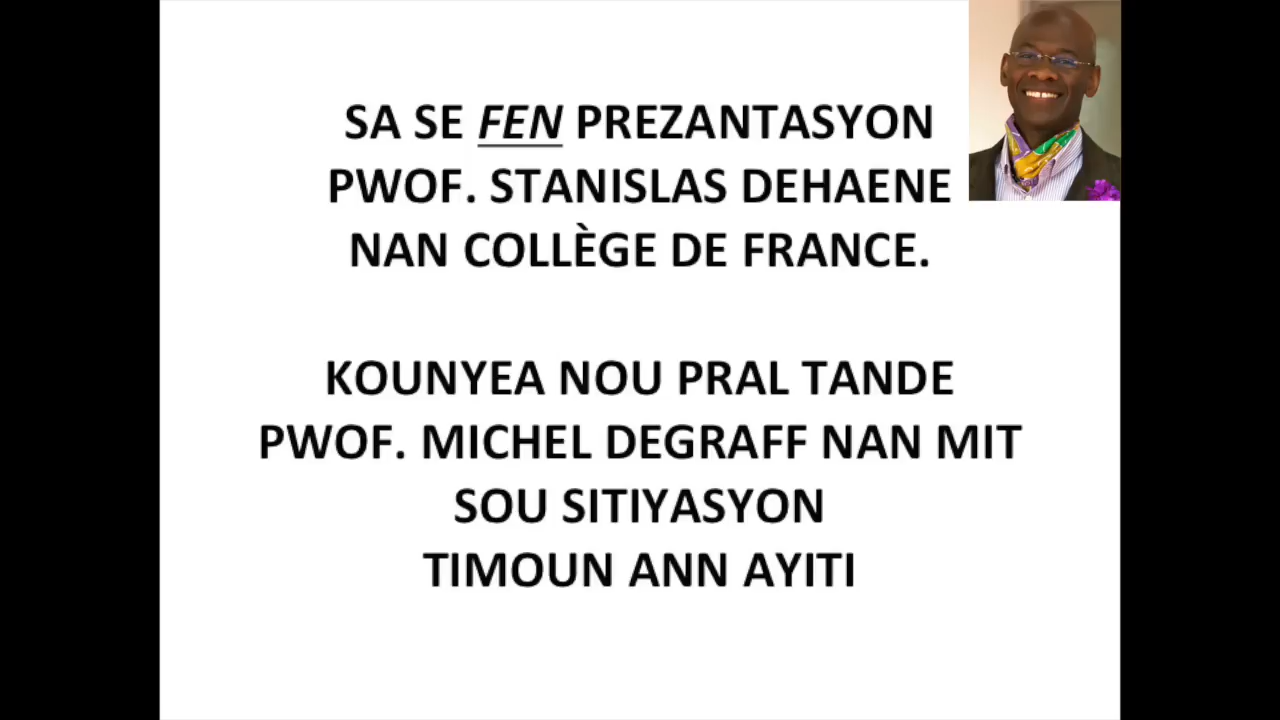 SA SE FEN PREZANTASYON
PWOF. STANISLAS DEHAENE
NAN COLLÈGE DE FRANCE.
KOUNYEA NOU PRAL TANDE
PWOF. MICHEL DEGRAFF NAN MIT
SOU SITIYASYON
TIMOUN ANN AYITI